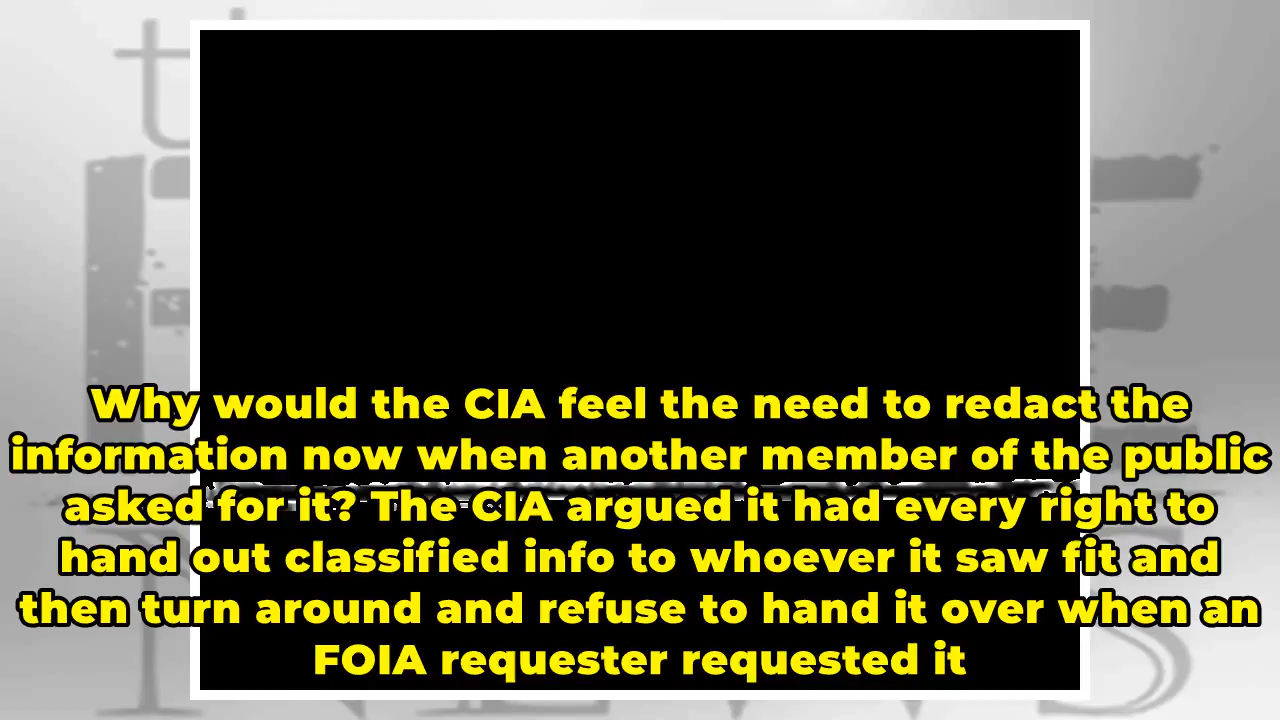 Why would the CIA feel the need to redact the
information now when another member of the public
asked for it? The CIA argued it had every right to
hand out classified info to whoever it saw fit and
then turn around and refuse to hand it over when an
FOIA requester requested it